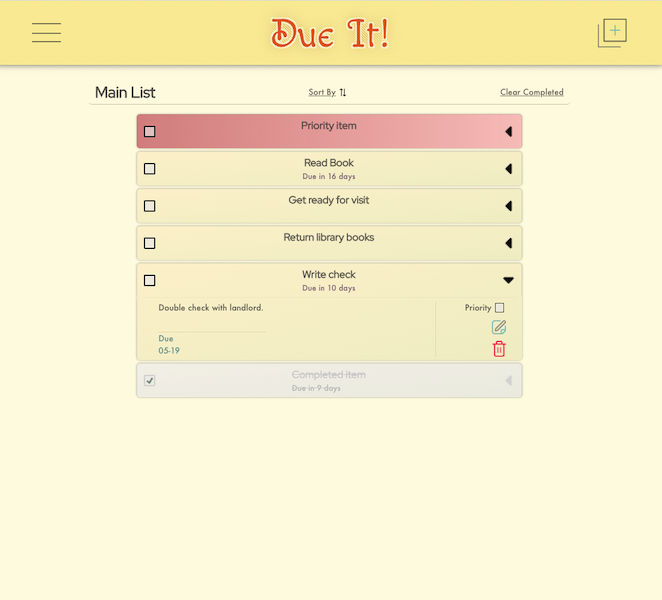 Due It!
Main List
Sort By
Clear Completed
Priority item
Read Book
Due in 16 days
Get ready for visit
Return library books
Write check
Due in 10 days
Double check with landlord.
Priority
Due
05-19
Completed item
Due in 9 days